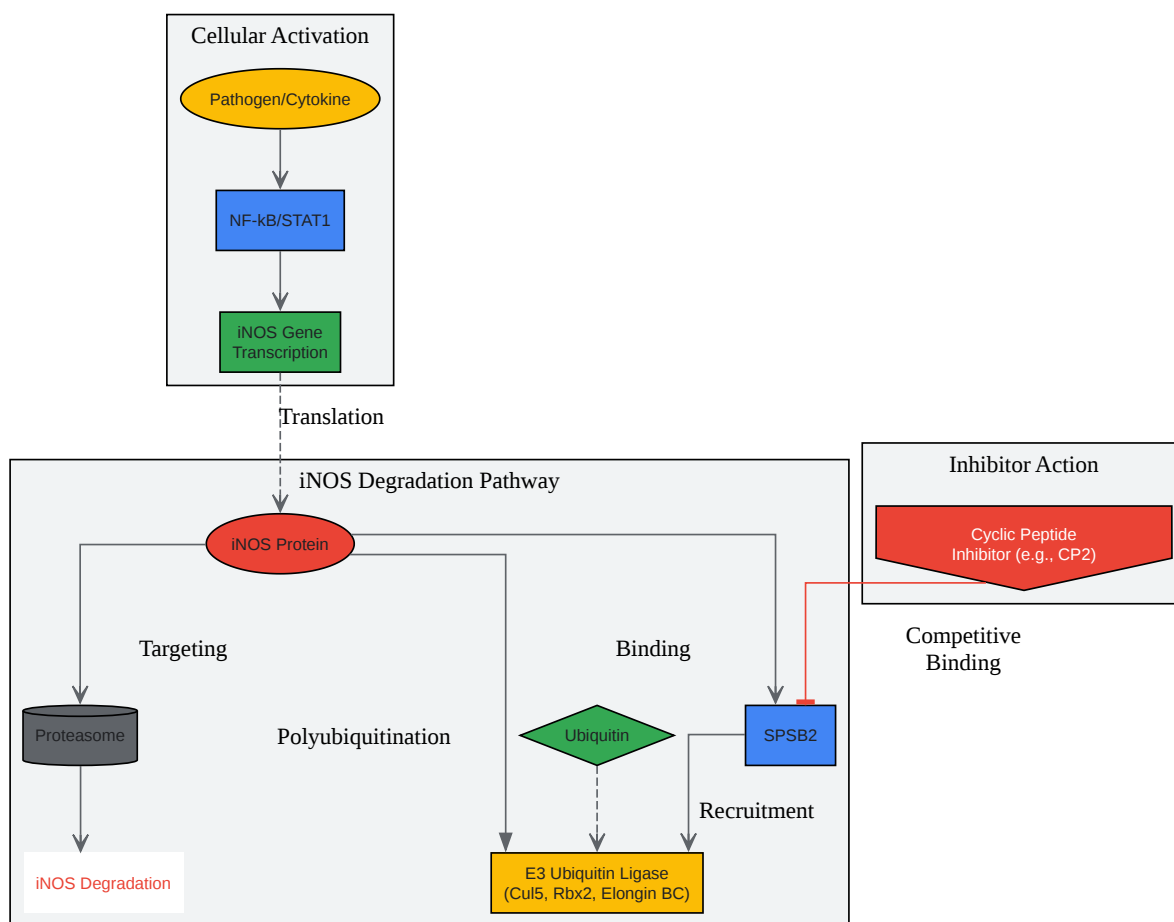 Cellular Activation
Pathogen/Cytokine
NF-kB/STAT1
iNOS Gene
Transcription
Translation
iNOS Degradation Pathway
Inhibitor Action
Cyclic Peptide
Inhibitor (e.g., CP2)
iNOS Protein
Competitive
Binding
Targeting
Binding
Polyubiquitination
Proteasome
Ubiquitin
SPSB2
Recruitment
iNOS Degradation
E3 Ubiquitin Ligase
(Cul5, Rbx2, Elongin BC)